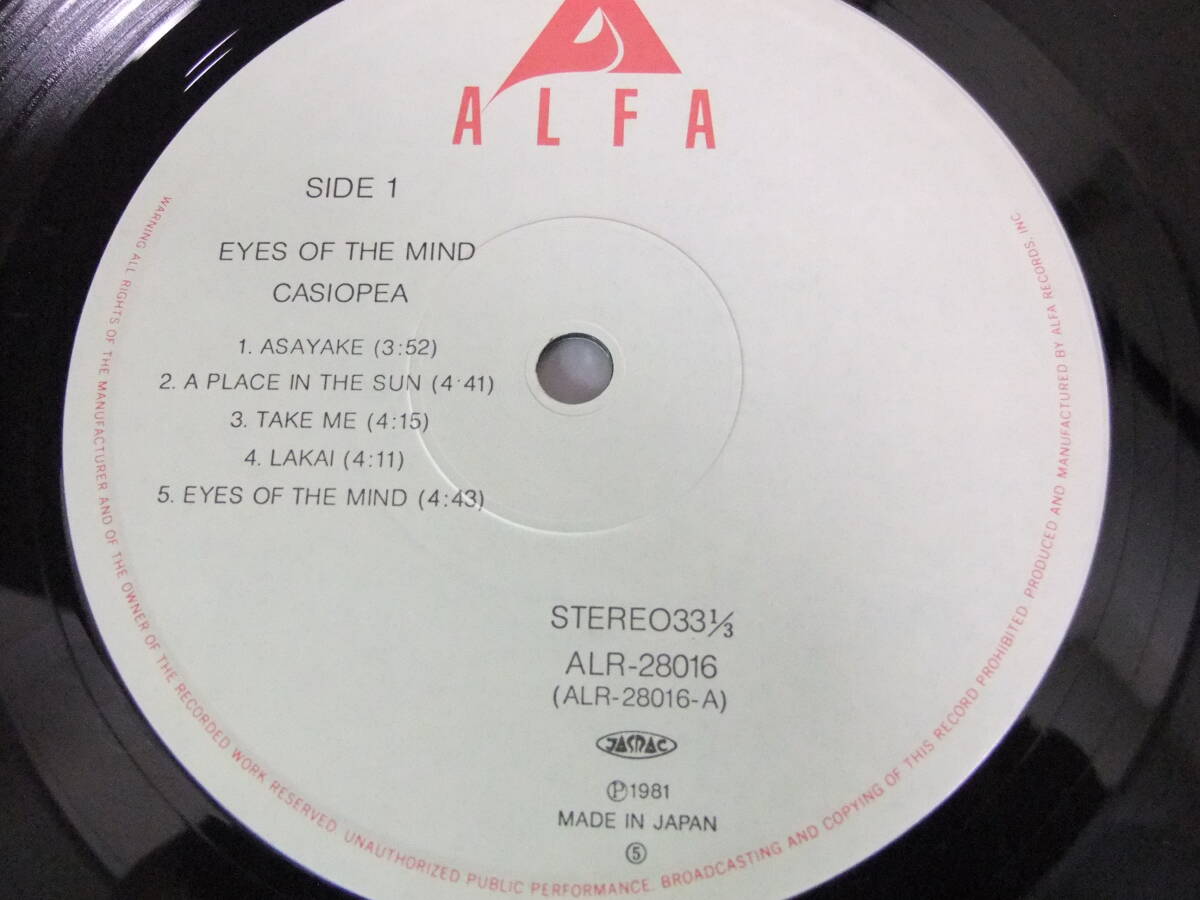 ALFA
SIDE 1
EYES OF THE MIND
CASIOPEA
1. ASAYAKE (3:52)
2. A PLACE IN THE SUN (4:41)
3. TAKE ME (4:15)
4. LAKAI (4:11)
5. EYES OF THE MIND (4:43)
STEREO33⅓
ALR-28016
(ALR-28016-A)
JASRAC
Ⓟ1981
MADE IN JAPAN
⑤
WARNING ALL RIGHTS OF THE MANUFACTURER AND OF THE OWNER OF THE RECORDED WORK RESERVED. UNAUTHORIZED PUBLIC PERFORMANCE. BROADCASTING AND COPYING OF THIS RECORD PROHIBITED. PRODUCED AND MANUFACTURED BY ALFA RECORDS, INC